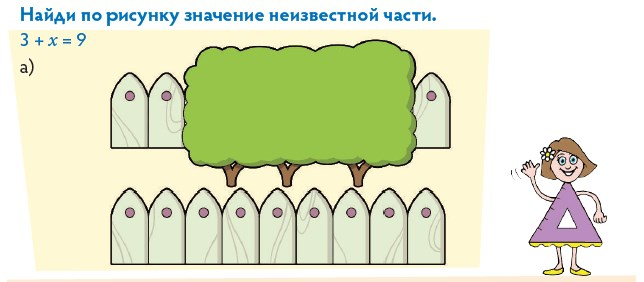 Найди по рисунку значение неизвестной части.
3 + x = 9
а)